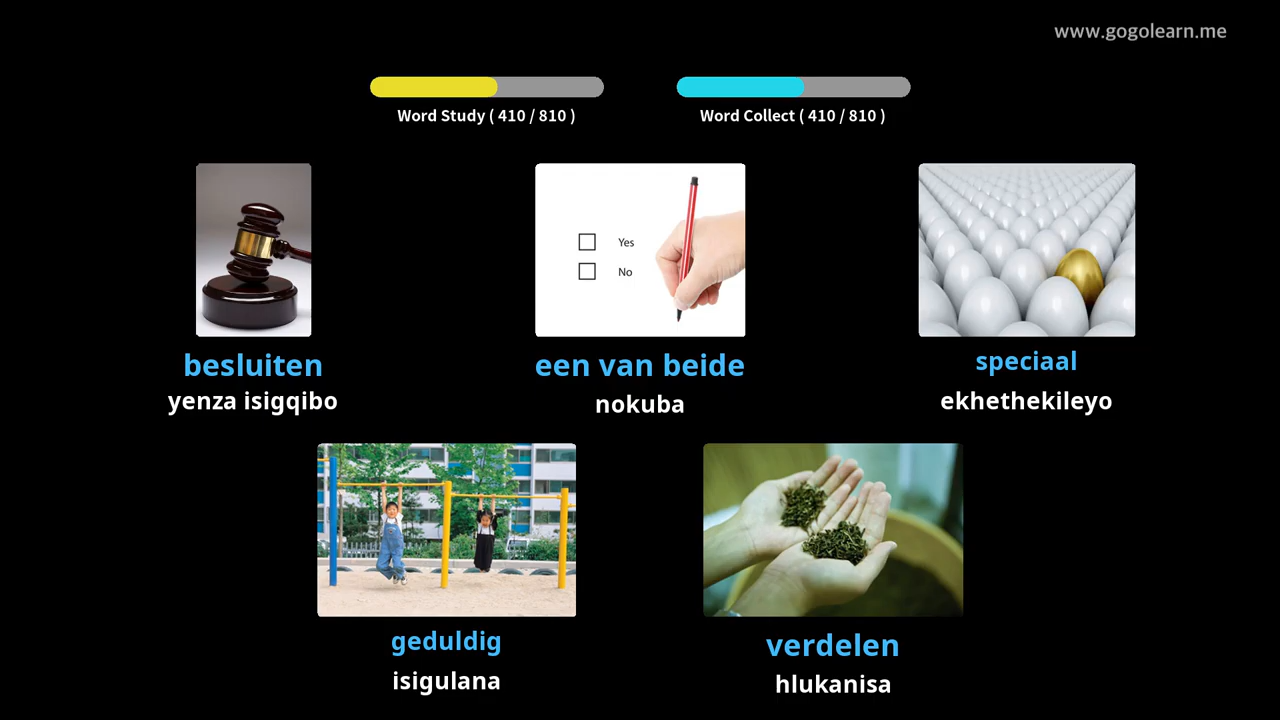 www.gogolearn.me
Word Study ( 410 / 810 )
Word Collect ( 410 / 810 )
Yes
No
besluiten
yenza isigqibo
een van beide
nokuba
speciaal
ekhethekileyo
geduldig
isigulana
verdelen
hlukanisa